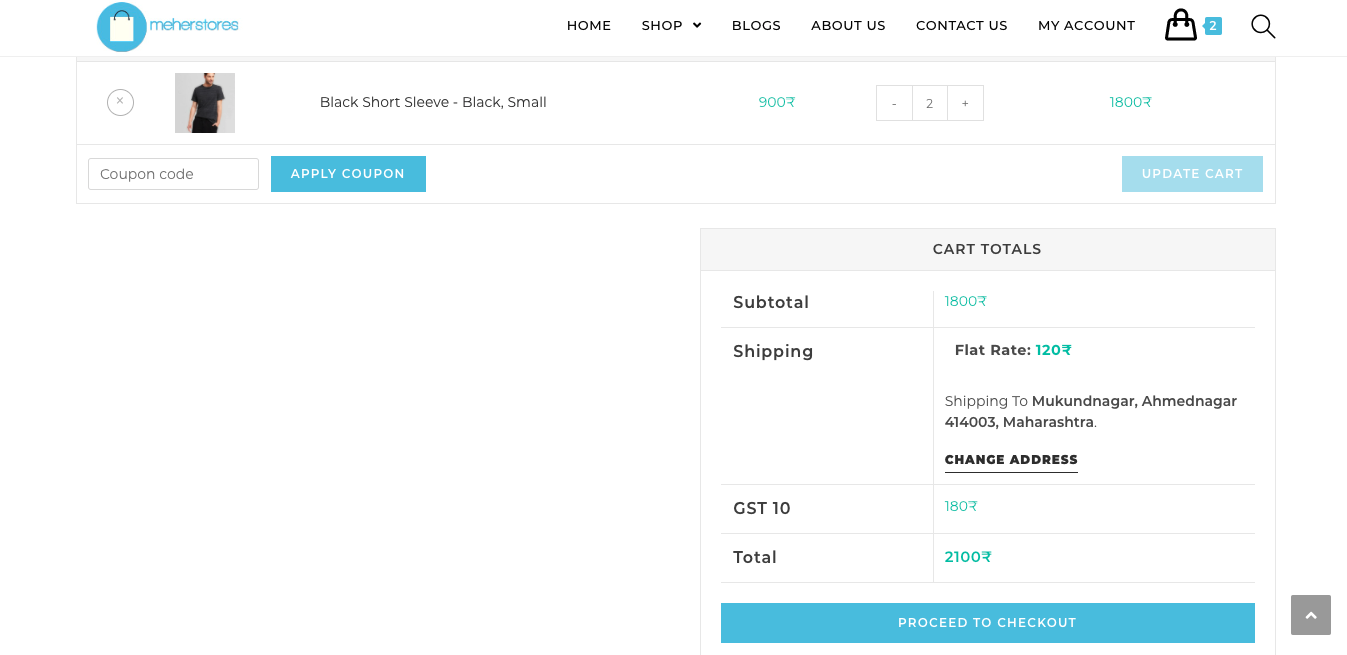 meherstores
HOME SHOP BLOGS ABOUT US CONTACT US MY ACCOUNT 2
× Black Short Sleeve - Black, Small 900₹ - 2 + 1800₹
Coupon code APPLY COUPON UPDATE CART
CART TOTALS
Subtotal 1800₹
Shipping Flat Rate: 120₹
Shipping To Mukundnagar, Ahmednagar
414003, Maharashtra.
CHANGE ADDRESS
GST 10 180₹
Total 2100₹
PROCEED TO CHECKOUT